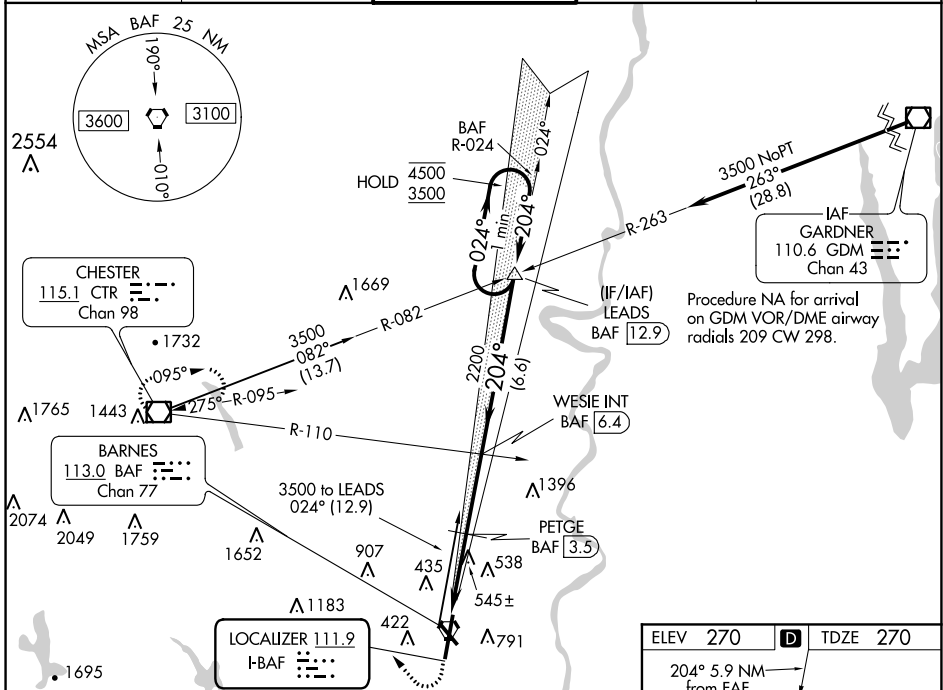 MSA BAF 25 NM
190°
3600
3100
010°
2554
BAF
R-024
024°
HOLD
4500
3500
024°
1 min
204°
3500 NoPT
263°
(28.8)
R-263
IAF
GARDNER
110.6 GDM
Chan 43
Procedure NA for arrival
on GDM VOR/DME airway
radials 209 CW 298.
(IF/IAF)
LEADS
BAF 12.9
CHESTER
115.1 CTR
Chan 98
1669
1732
3500
082°
(13.7)
R-082
095°
275°
R-095
1765
1443
R-110
2200
204°
(6.6)
WESIE INT
BAF 6.4
BARNES
113.0 BAF
Chan 77
3500 to LEADS
024° (12.9)
1396
PETGE
BAF 3.5
2074
2049
1759
1652
907
435
538
545±
1183
422
791
LOCALIZER 111.9
I-BAF
1695
ELEV 270
D
TDZE 270
204° 5.9 NM
from FAF